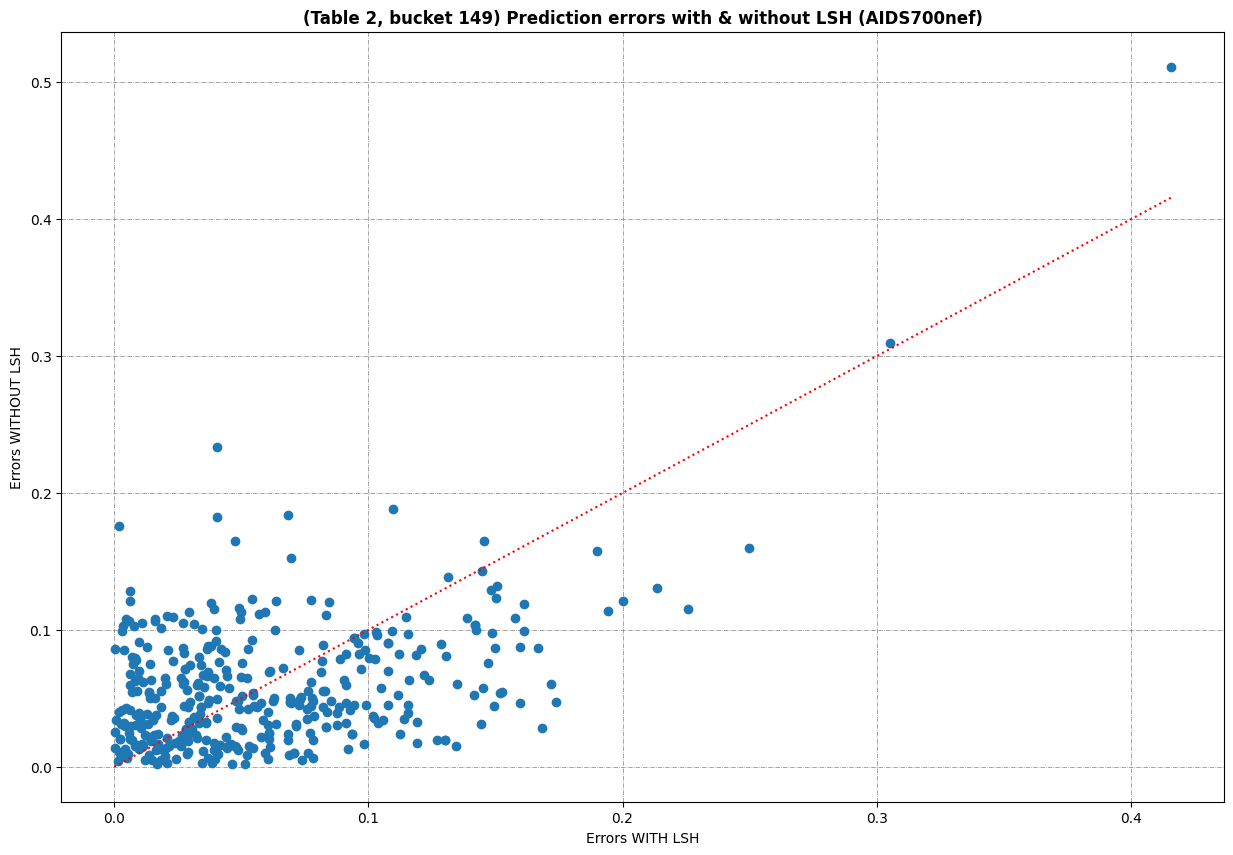 (Table 2, bucket 149) Prediction errors with & without LSH (AIDS700nef)
0.5
0.4
0.3
0.2
0.1
0.0
Errors WITHOUT LSH
0.0 0.1 0.2 0.3 0.4
Errors WITH LSH